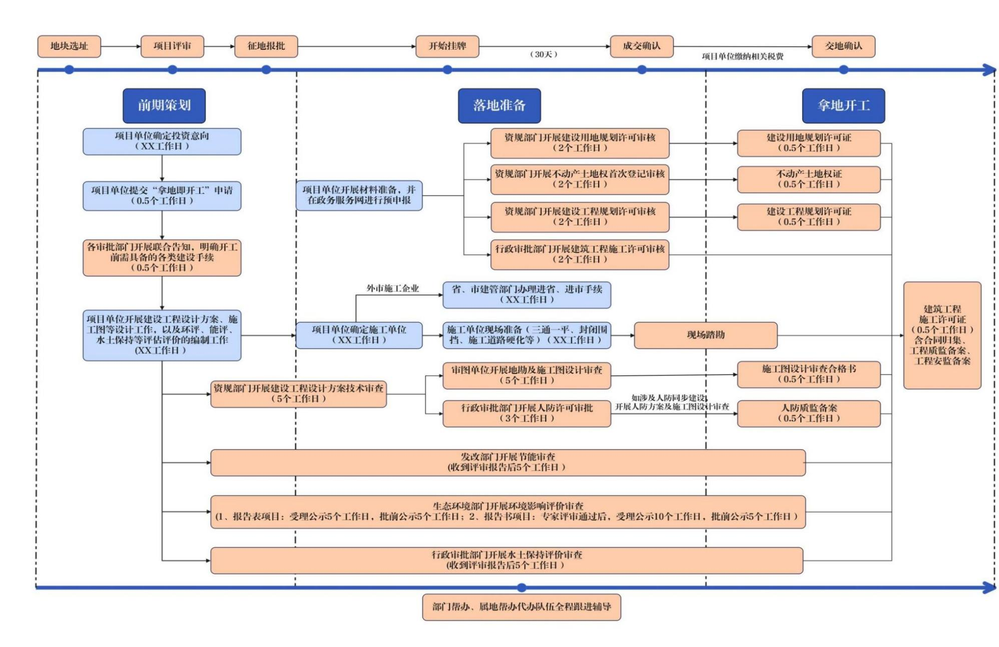 地块选址
项目评审
征地报批
开始挂牌
（30天）
成交确认
项目单位缴纳相关税费
交地确认
前期策划
落地准备
拿地开工
项目单位确定投资意向
（XX工作日）
项目单位提交“拿地即开工”申请
（0.5个工作日）
各审批部门开展联合告知，明确开工
前需具备的各类建设手续
（0.5个工作日）
项目单位开展建设工程设计方案、施
工图等设计工作，以及环评、能评、
水土保持等评估评价的编制工作
(XX工作日）
项目单位开展材料准备，并
在政务服务网进行预申报
资规部门开展建设用地规划许可审核
（2个工作日）
建设用地规划许可证
（0.5个工作日）
资规部门开展不动产土地权首次登记审核
（2个工作日）
不动产土地权证
（0.5个工作日）
资规部门开展建设工程规划许可审核
（2个工作日）
建设工程规划许可证
（0.5个工作日）
行政审批部门开展建筑工程施工许可审核
（2个工作日）
外市施工企业
省、市建管部门办理进省、进市手续
（XX工作日）
项目单位确定施工单位
（XX工作日）
施工单位现场准备（三通一平、封闭围
挡、施工道路硬化等）（XX工作日）
现场踏勘
建筑工程
施工许可证
（0.5个工作日）
含合同归集、
工程质监备案、
工程安监备案
资规部门开展建设工程设计方案技术审查
（5个工作日）
审图单位开展地勘及施工图设计审查
（5个工作日）
施工图设计审查合格书
（0.5个工作日）
行政审批部门开展人防许可审批
（3个工作日）
如涉及人防同步建设，
开展人防方案及施工图设计审查
人防质监备案
（0.5个工作日）
发改部门开展节能审查
(收到评审报告后5个工作日）
生态环境部门开展环境影响评价审查
(1、报告表项目：受理公示5个工作日，批前公示5个工作日；2、报告书项目：专家评审通过后，受理公示10个工作日，批前公示5个工作日）
行政审批部门开展水土保持评价审查
(收到评审报告后5个工作日）
部门帮办、属地帮办代办队伍全程跟进辅导